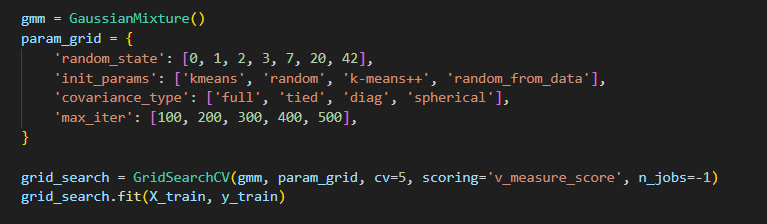 gmm = GaussianMixture()
param_grid = {
    'random_state': [0, 1, 2, 3, 7, 20, 42],
    'init_params': ['kmeans', 'random', 'k-means++', 'random_from_data'],
    'covariance_type': ['full', 'tied', 'diag', 'spherical'],
    'max_iter': [100, 200, 300, 400, 500],
}
grid_search = GridSearchCV(gmm, param_grid, cv=5, scoring='v_measure_score', n_jobs=-1)
grid_search.fit(X_train, y_train)